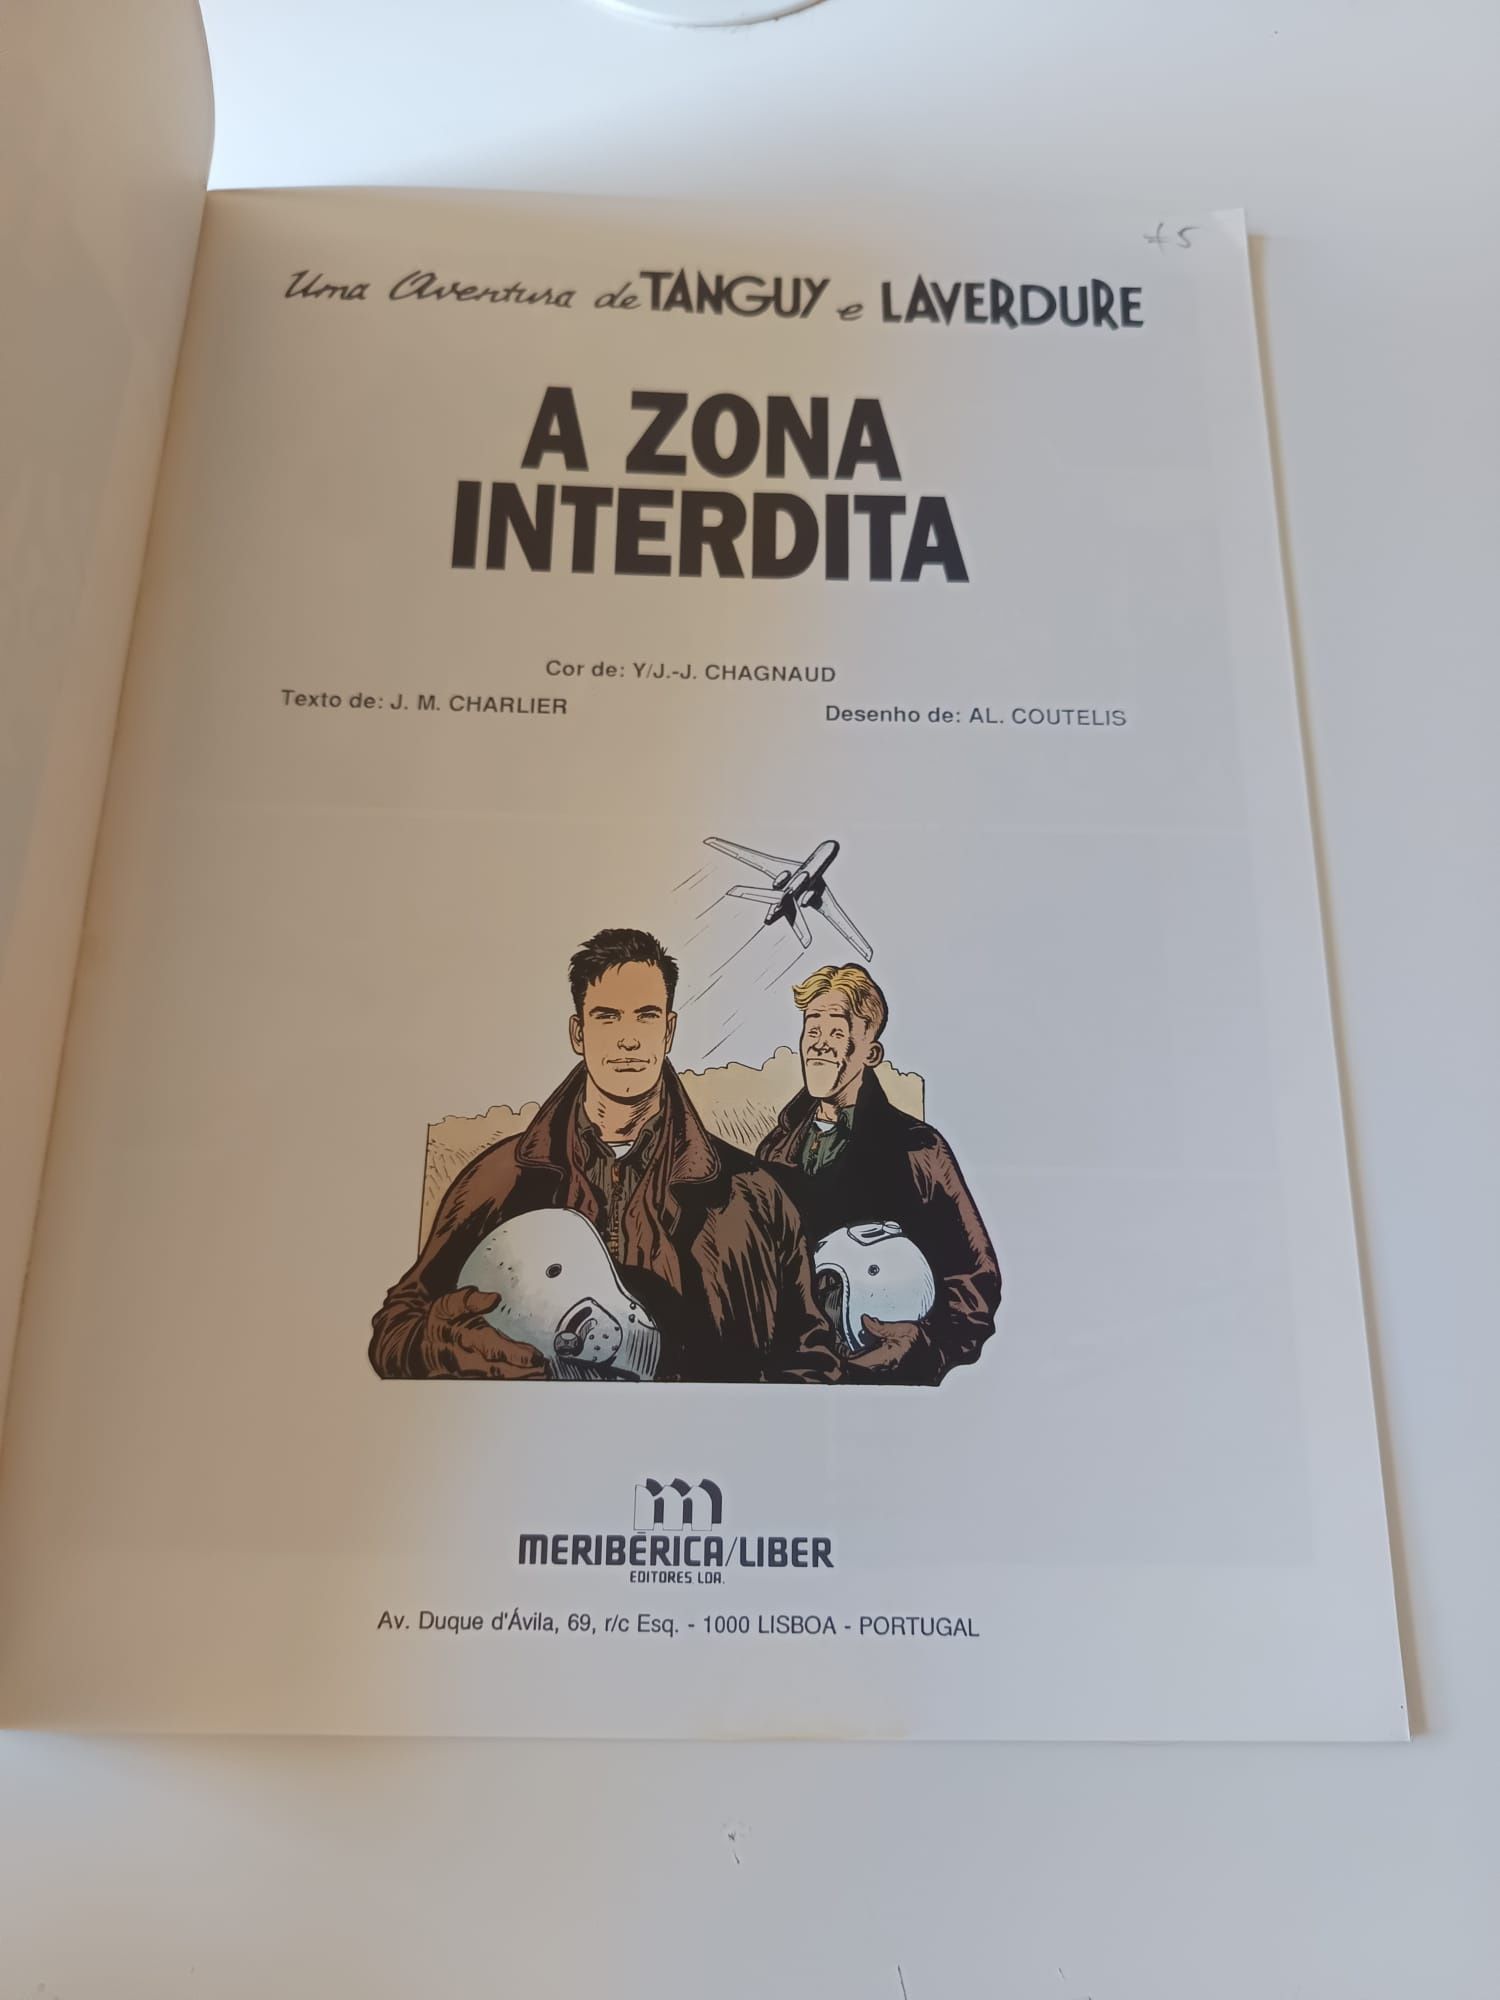 Uma Aventura de TANGUY e LAVERDURE
A ZONA
INTERDITA
Cor de: Y/J.-J. CHAGNAUD
Texto de: J. M. CHARLIER
Desenho de: AL. COUTELIS
MERIBÉRICA/LIBER
EDITORES, LDA.
Av. Duque d'Ávila, 69, r/c Esq. - 1000 LISBOA - PORTUGAL